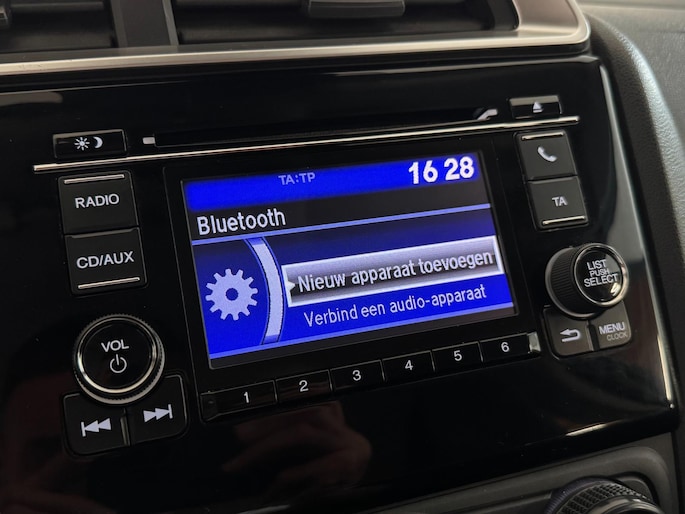 TA:TP
16 28
Bluetooth
Nieuw apparaat toevoegen
Verbind een audio-apparaat
RADIO
CD/AUX
VOL
TA
LIST
PUSH
SELECT
MENU
CLOCK
1 2 3 4 5 6